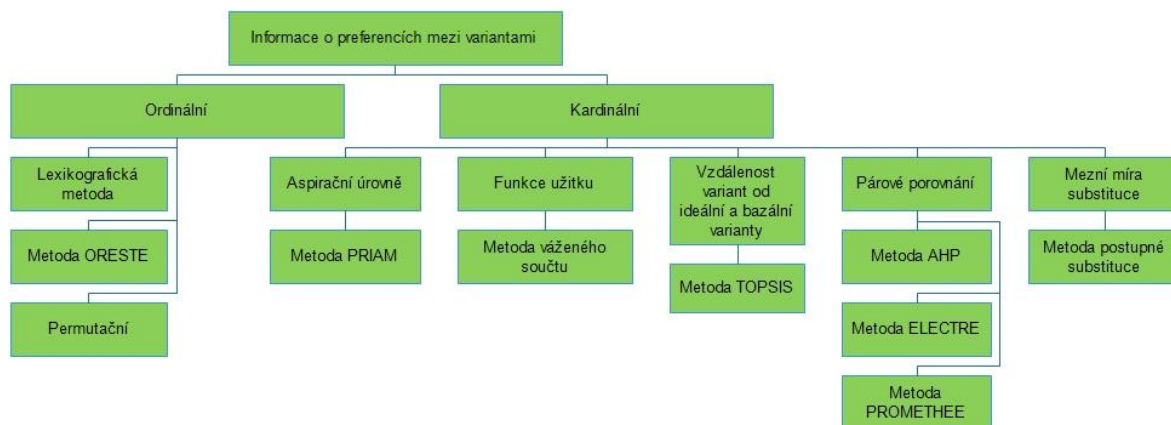 Informace o preferencích mezi variantami
Ordinální
Kardinální
Lexikografická
metoda
Metoda ORESTE
Permutační
Aspirační úrovně
Metoda PRIAM
Funkce užitku
Metoda váženého
součtu
Vzdálenost
variant od
ideální a bazální
varianty
Metoda TOPSIS
Párové porovnání
Metoda AHP
Metoda ELECTRE
Metoda
PROMETHEE
Mezní míra
substituce
Metoda postupné
substituce